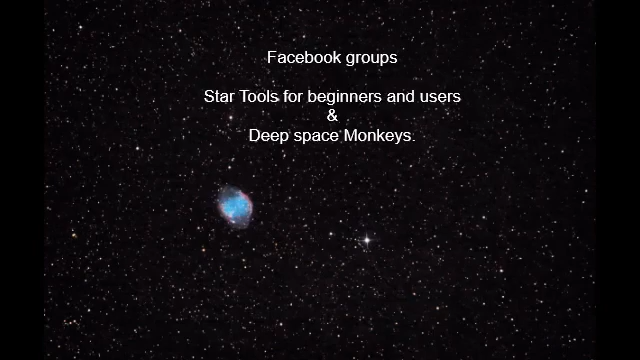 Facebook groups
Star Tools for beginners and users
&
Deep space Monkeys.